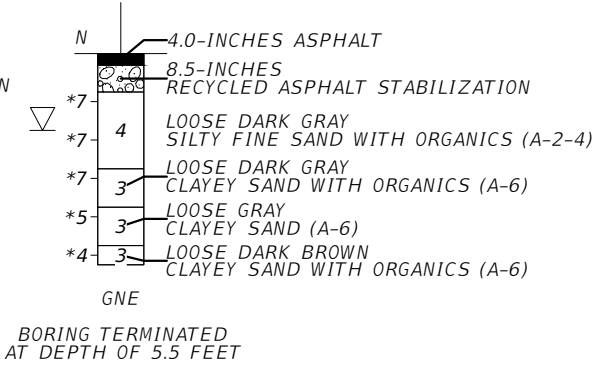 N
4.0-INCHES ASPHALT
8.5-INCHES
RECYCLED ASPHALT STABILIZATION
N
*7
*7
4
LOOSE DARK GRAY
SILTY FINE SAND WITH ORGANICS (A-2-4)
*7
3
LOOSE DARK GRAY
CLAYEY SAND WITH ORGANICS (A-6)
*5
3
LOOSE GRAY
CLAYEY SAND (A-6)
*4
3
LOOSE DARK BROWN
CLAYEY SAND WITH ORGANICS (A-6)
GNE
BORING TERMINATED
AT DEPTH OF 5.5 FEET